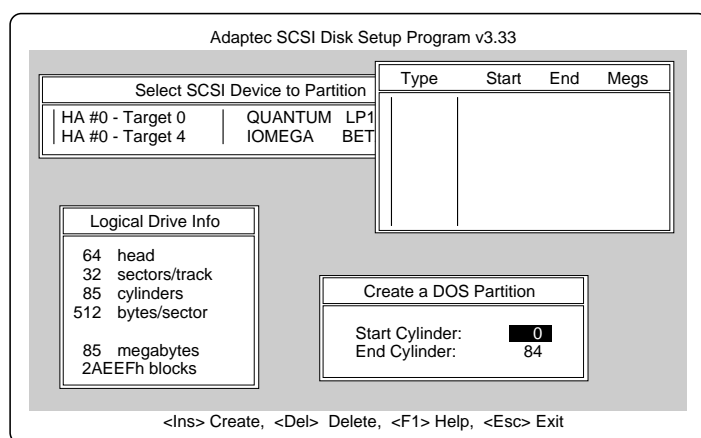 Adaptec SCSI Disk Setup Program v3.33
Select SCSI Device to Partition
HA #0 - Target 0 QUANTUM LP1
HA #0 - Target 4 IOMEGA BET
Type Start End Megs
Logical Drive Info
64 head
32 sectors/track
85 cylinders
512 bytes/sector
85 megabytes
2AEEFh blocks
Create a DOS Partition
Start Cylinder: 0
End Cylinder: 84
<Ins> Create, <Del> Delete, <F1> Help, <Esc> Exit